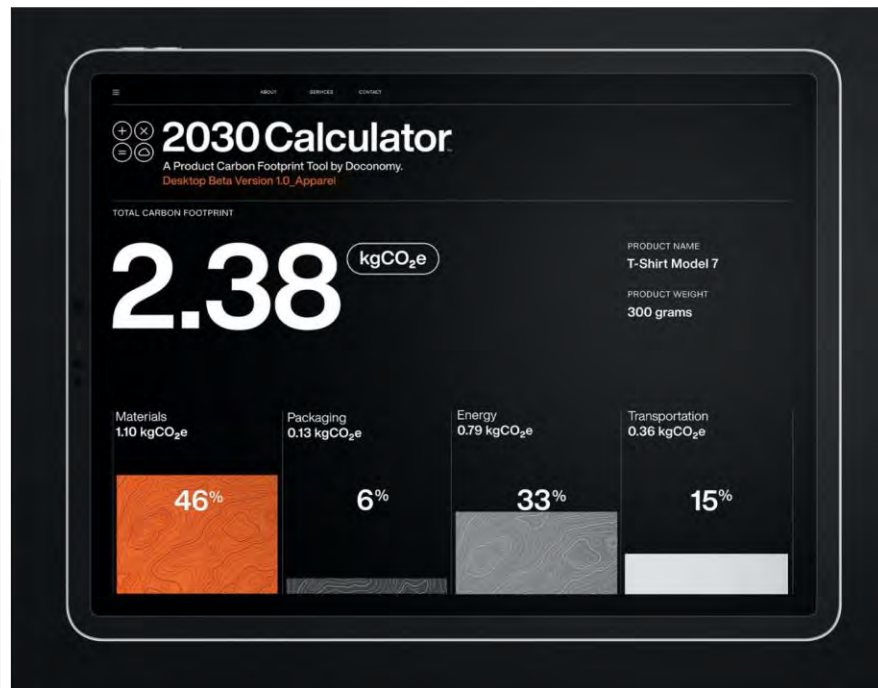 ABOUT SERVICES CONTACT
2030 Calculator
A Product Carbon Footprint Tool by Doconomy.
Desktop Beta Version 1.0_Apparel
TOTAL CARBON FOOTPRINT
2.38 kgCO₂e
PRODUCT NAME
T-Shirt Model 7
PRODUCT WEIGHT
300 grams
Materials
1.10 kgCO₂e
46%
Packaging
0.13 kgCO₂e
6%
Energy
0.79 kgCO₂e
33%
Transportation
0.36 kgCO₂e
15%